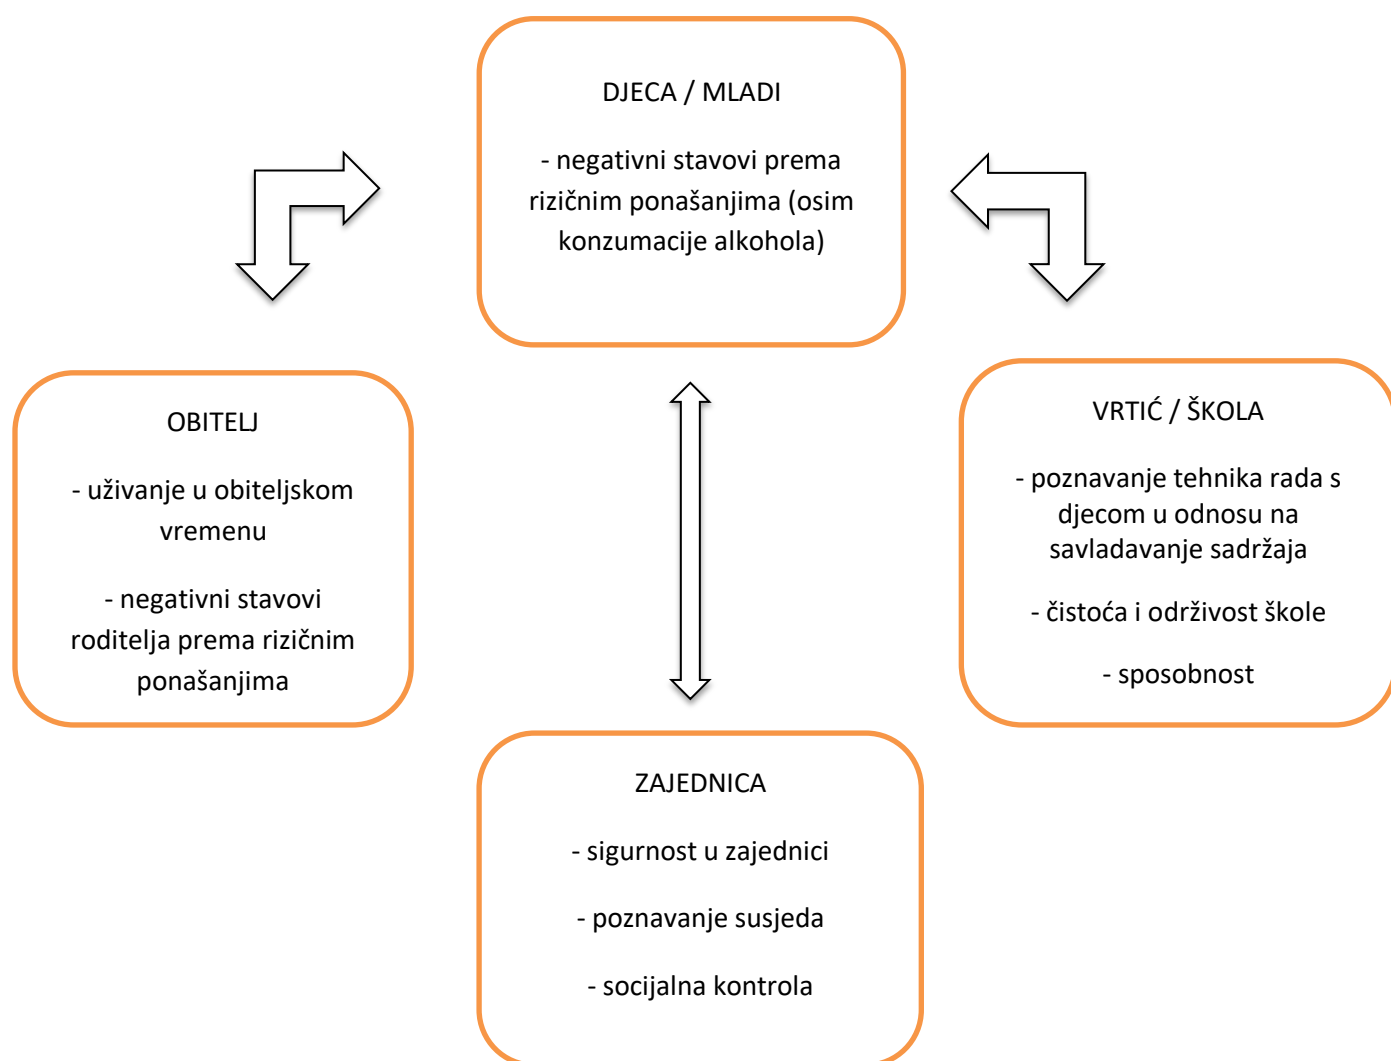 DJECA / MLADI
- negativni stavovi prema
rizičnim ponašanjima (osim
konzumacije alkohola)
OBITELJ
- uživanje u obiteljskom
vremenu
- negativni stavovi
roditelja prema rizičnim
ponašanjima
VRTIĆ / ŠKOLA
- poznavanje tehnika rada s
djecom u odnosu na
savladavanje sadržaja
- čistoća i održivost škole
- sposobnost
ZAJEDNICA
- sigurnost u zajednici
- poznavanje susjeda
- socijalna kontrola